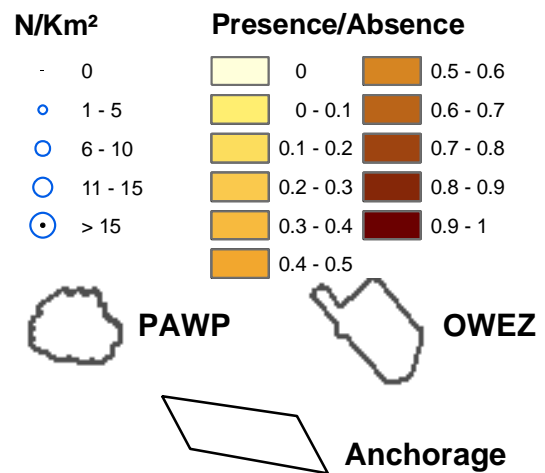 N/Km²
0
1 - 5
6 - 10
11 - 15
> 15
Presence/Absence
0
0 - 0.1
0.1 - 0.2
0.2 - 0.3
0.3 - 0.4
0.4 - 0.5
0.5 - 0.6
0.6 - 0.7
0.7 - 0.8
0.8 - 0.9
0.9 - 1
PAWP
OWEZ
Anchorage